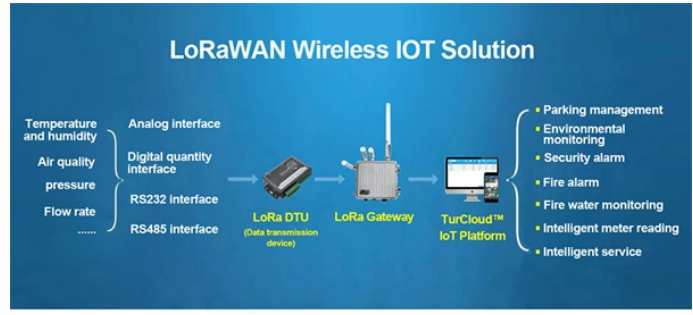 LoRaWAN Wireless IOT Solution
Temperature
and humidity
Air quality
pressure
Flow rate
......
Analog interface
Digital quantity
interface
RS232 interface
RS485 interface
LoRa DTU
(Data transmission
device)
LoRa Gateway
TurCloud™
IoT Platform
Parking management
Environmental
monitoring
Security alarm
Fire alarm
Fire water monitoring
Intelligent meter reading
Intelligent service